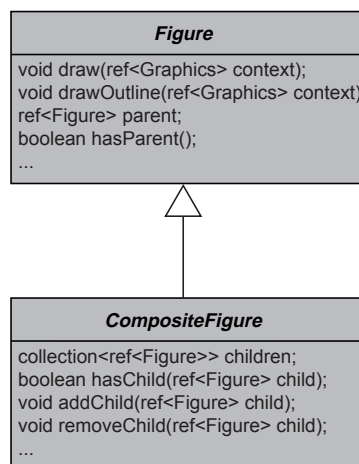 Figure
void draw(ref<Graphics> context);
void drawOutline(ref<Graphics> context)
ref<Figure> parent;
boolean hasParent();
...
CompositeFigure
collection<ref<Figure>> children;
boolean hasChild(ref<Figure> child);
void addChild(ref<Figure> child);
void removeChild(ref<Figure> child);
...